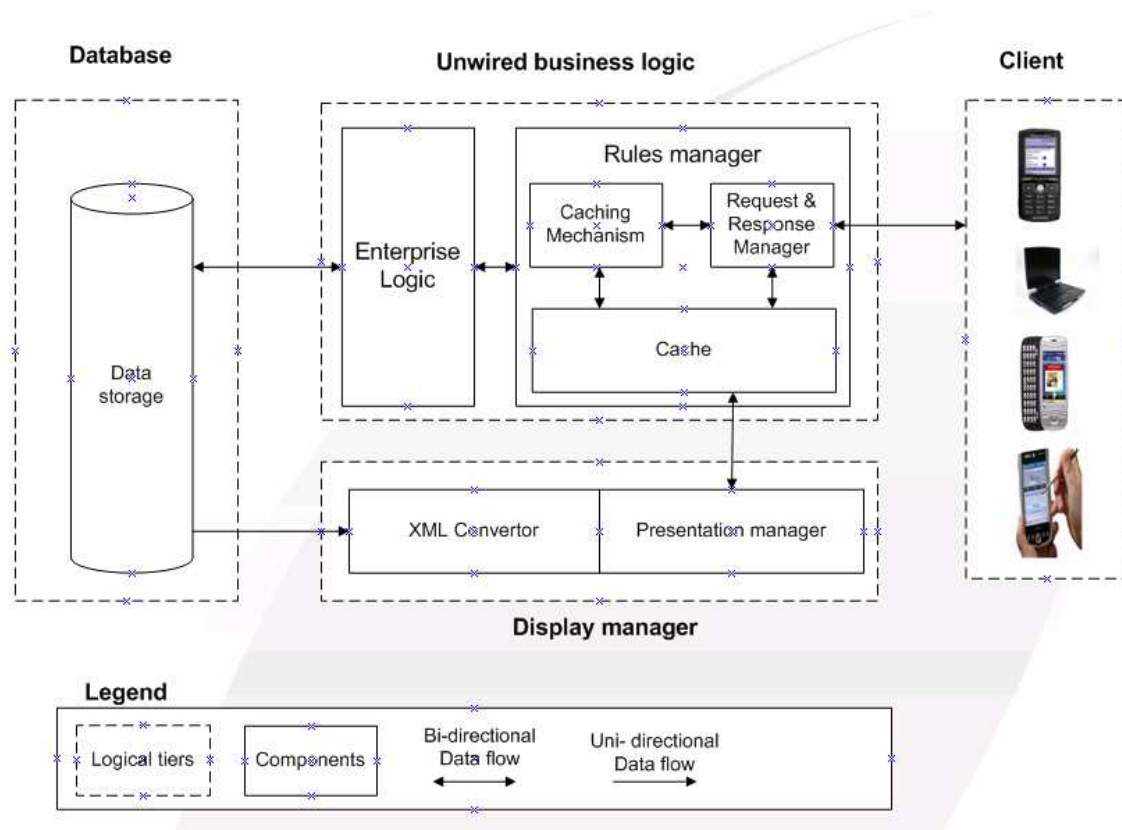 Database
Unwired business logic
Client
Rules manager
Caching
Mechanism
Request &
Response
Manager
Enterprise
Logic
Cache
Data
storage
XML Convertor
Presentation manager
Display manager
Legend
Logical tiers
Components
Bi-directional
Data flow
Uni- directional
Data flow